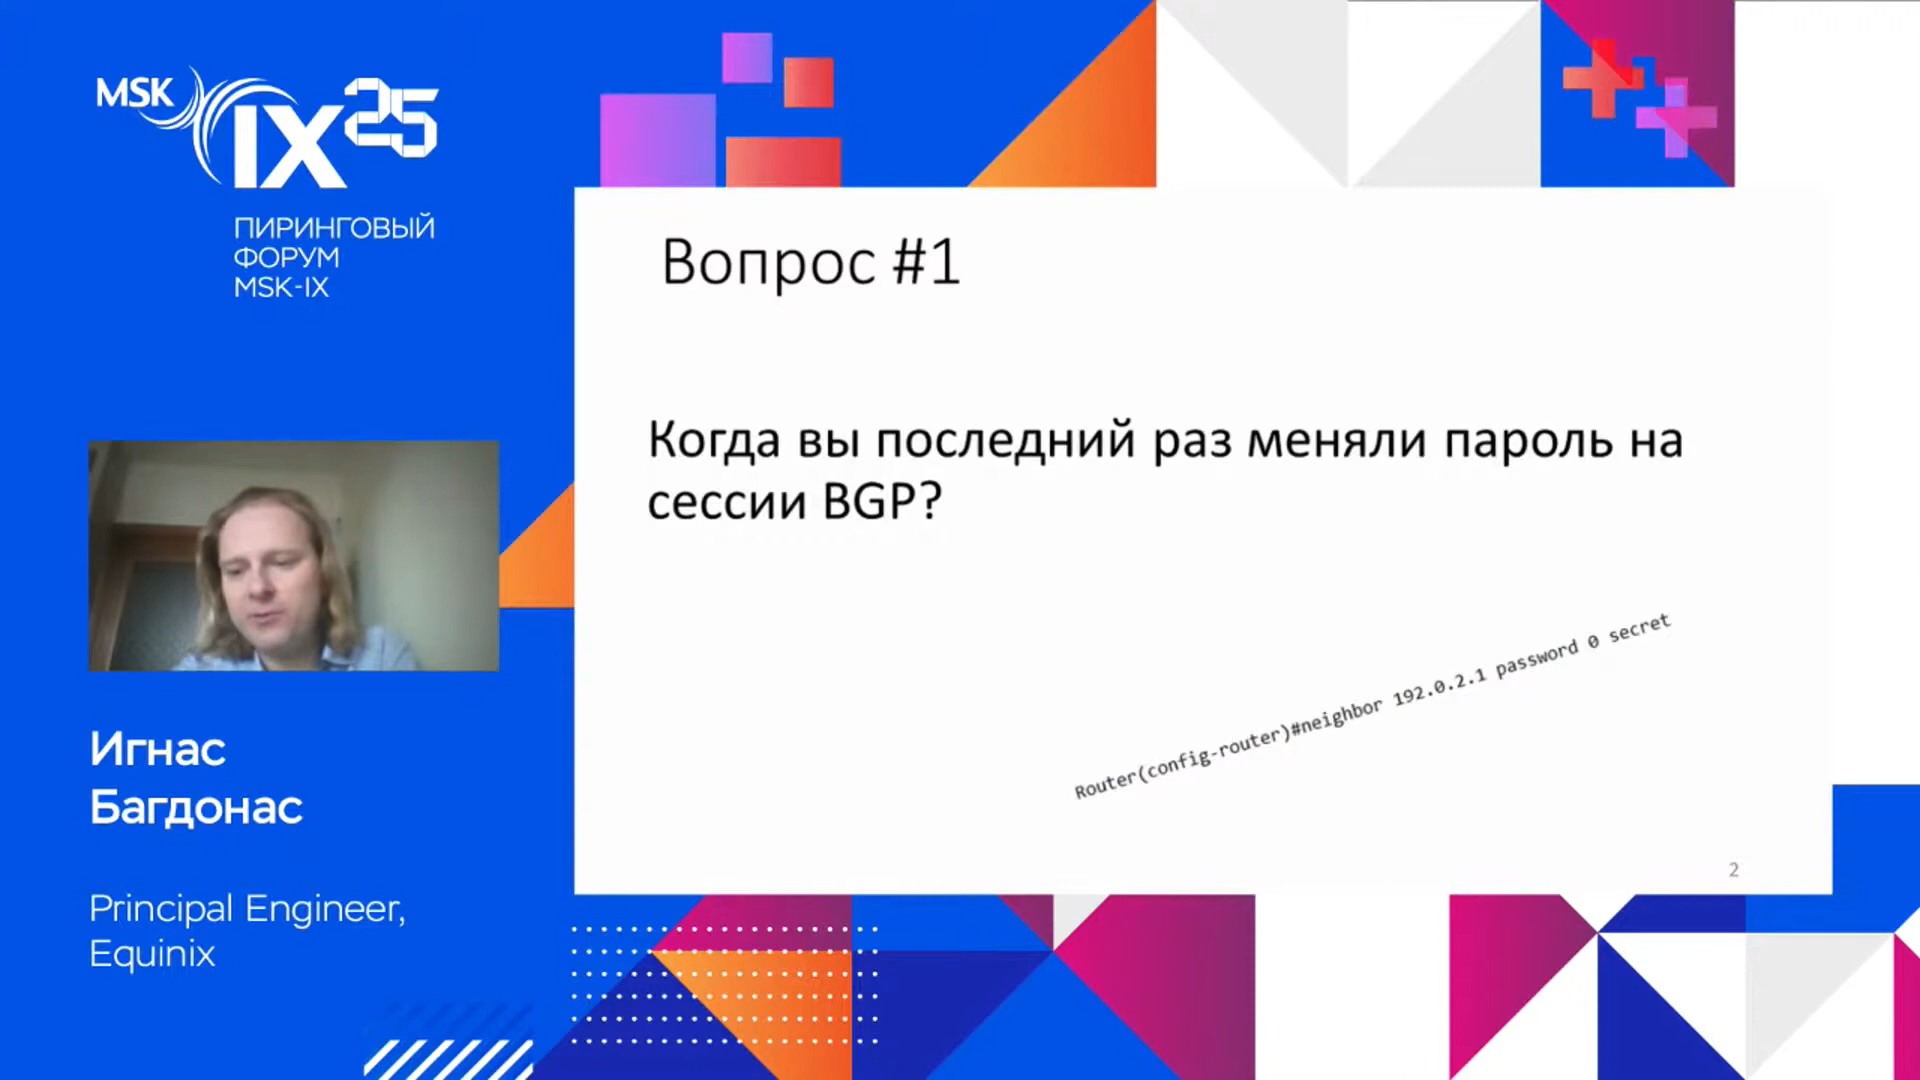 MSK
IX 25
ПИРИНГОВЫЙ
ФОРУМ
MSK-IX
Вопрос #1
Когда вы последний раз меняли пароль на
сессии BGP?
Router(config-router)#neighbor 192.0.2.1 password 0 secret
2
Игнас
Багдонас
Principal Engineer,
Equinix